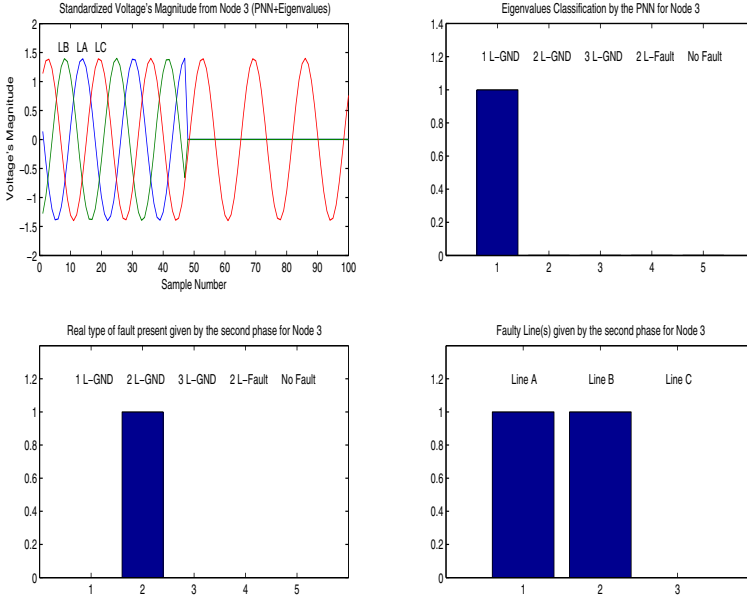 Standardized Voltage's Magnitude from Node 3 (PNN+Eigenvalues)
2
1.5
1
0.5
0
−0.5
−1
−1.5
−2
Voltage's Magnitude
LB LA LC
0 10 20 30 40 50 60 70 80 90 100
Sample Number
Eigenvalues Classification by the PNN for Node 3
1.4
1.2
1
0.8
0.6
0.4
0.2
0
1 L−GND 2 L−GND 3 L−GND 2 L−Fault No Fault
1 2 3 4 5
Real type of fault present given by the second phase for Node 3
1.2
1
0.8
0.6
0.4
0.2
0
1 L−GND 2 L−GND 3 L−GND 2 L−Fault No Fault
1 2 3 4 5
Faulty Line(s) given by the second phase for Node 3
1.2
1
0.8
0.6
0.4
0.2
0
Line A Line B Line C
1 2 3